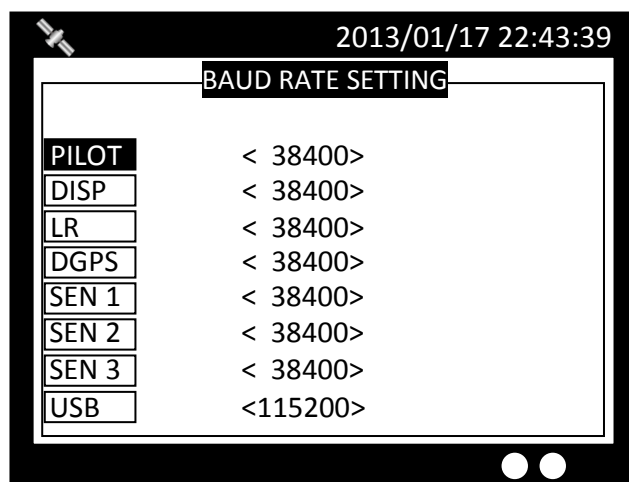 2013/01/17 22:43:39
BAUD RATE SETTING
PILOT < 38400>
DISP < 38400>
LR < 38400>
DGPS < 38400>
SEN 1 < 38400>
SEN 2 < 38400>
SEN 3 < 38400>
USB <115200>